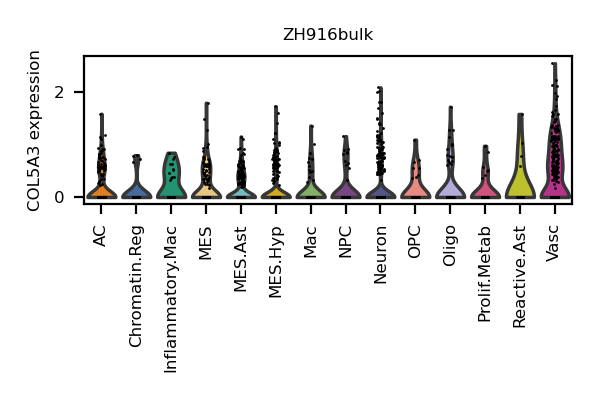 ZH916bulk
COL5A3 expression
2
0
AC
Chromatin.Reg
Inflammatory.Mac
MES
MES.Ast
MES.Hyp
Mac
NPC
Neuron
OPC
Oligo
Prolif.Metab
Reactive.Ast
Vasc